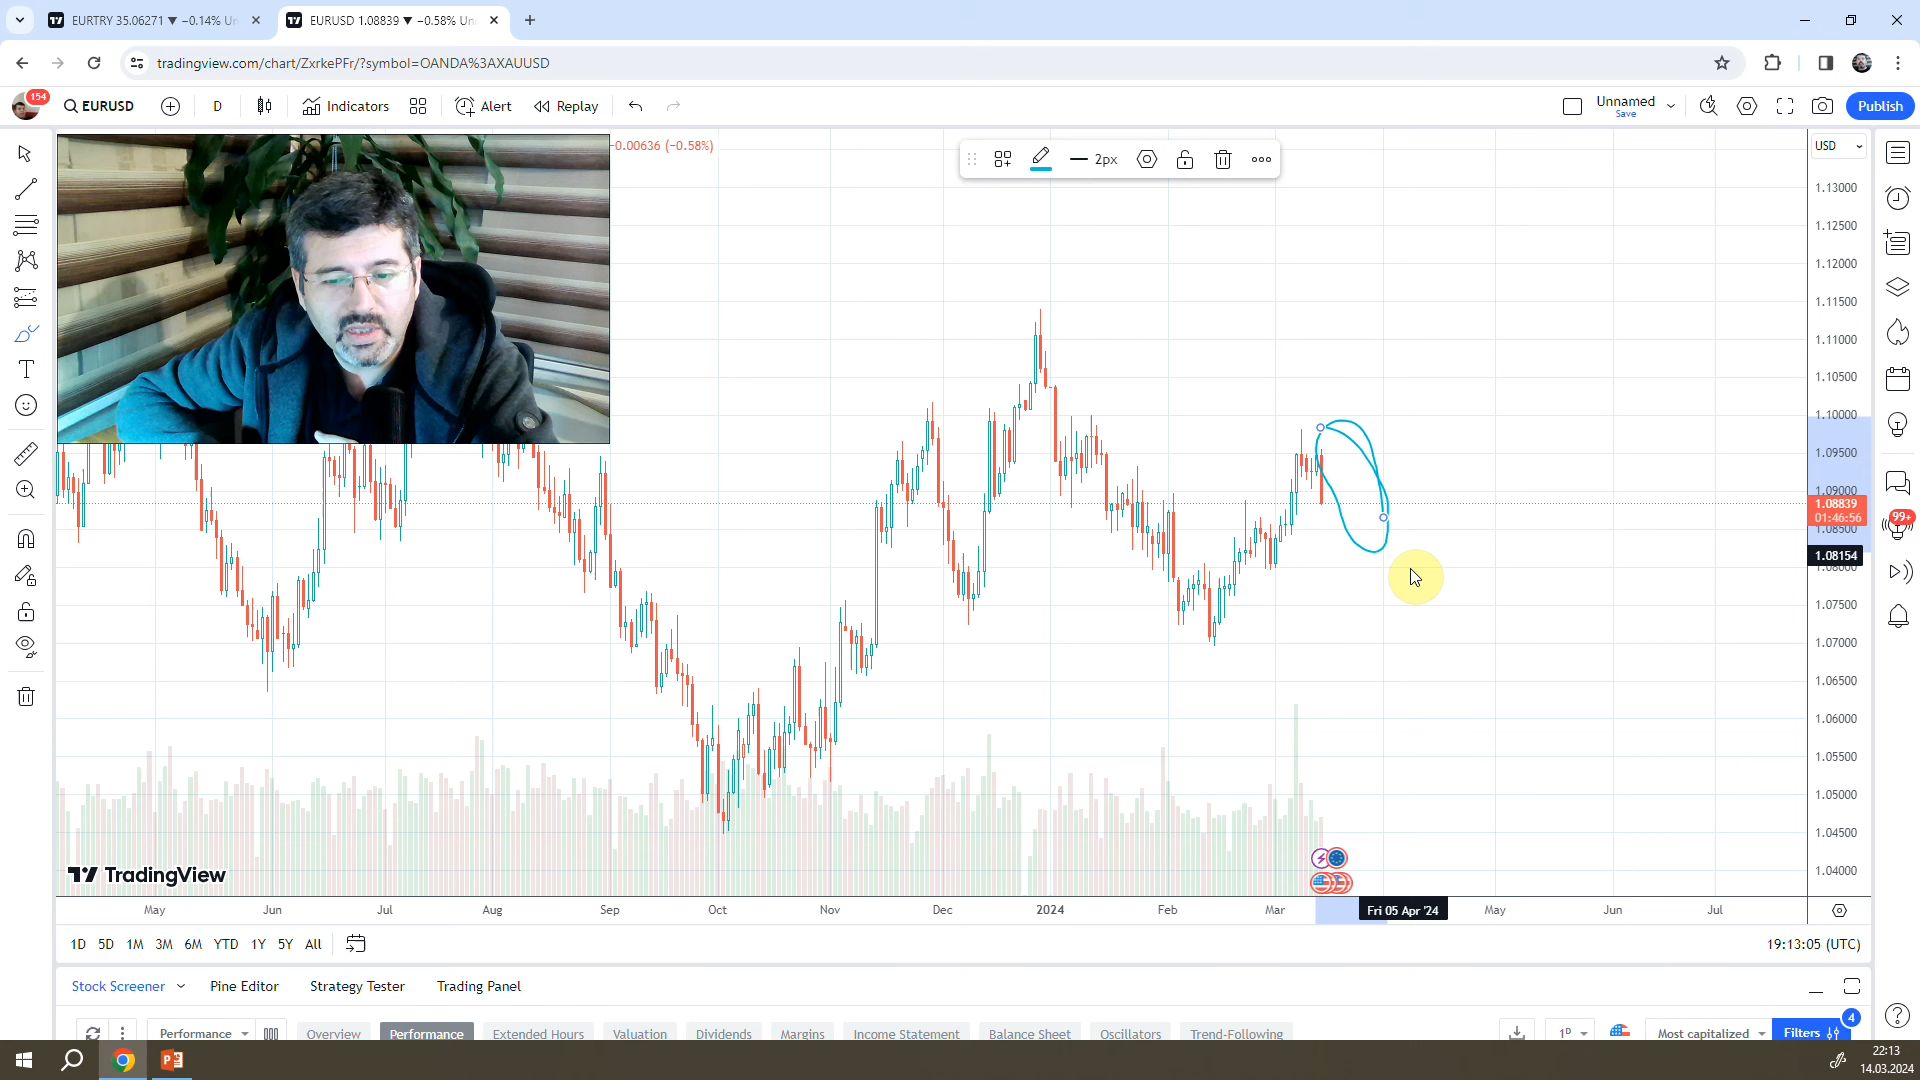 EURTRY 35.06271 ▼ −0.14% Un
EURUSD 1.08839 ▼ −0.58% Un
tradingview.com/chart/ZxrkePFr/?symbol=OANDA%3AXAUUSD
154
EURUSD
D
Indicators
Alert
Replay
Unnamed
Save
Publish
−0.00636 (−0.58%)
2px
USD
1.13000
1.12500
1.12000
1.11500
1.11000
1.10500
1.10000
1.09500
1.09000
1.08839
01:46:56
1.08500
1.08154
1.08000
1.07500
1.07000
1.06500
1.06000
1.05500
1.05000
1.04500
1.04000
99+
TradingView
May Jun Jul Aug Sep Oct Nov Dec 2024 Feb Mar Fri 05 Apr '24 May Jun Jul
1D 5D 1M 3M 6M YTD 1Y 5Y All
19:13:05 (UTC)
Stock Screener Pine Editor Strategy Tester Trading Panel
Performance Overview Performance Extended Hours Valuation Dividends Margins Income Statement Balance Sheet Oscillators Trend-Following
1D
Most capitalized
Filters
4
22:13
14.03.2024